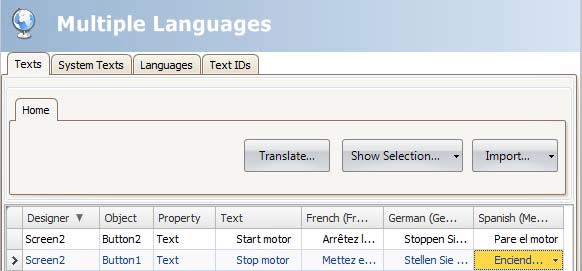 Multiple Languages
Texts System Texts Languages Text IDs
Home
Translate... Show Selection... Import...
Designer Object Property Text French (Fr... German (Ge... Spanish (Me...
Screen2 Button2 Text Start motor Arrêtez l... Stoppen Si... Pare el motor
Screen2 Button1 Text Stop motor Mettez e... Stellen Sie ... Enciend...